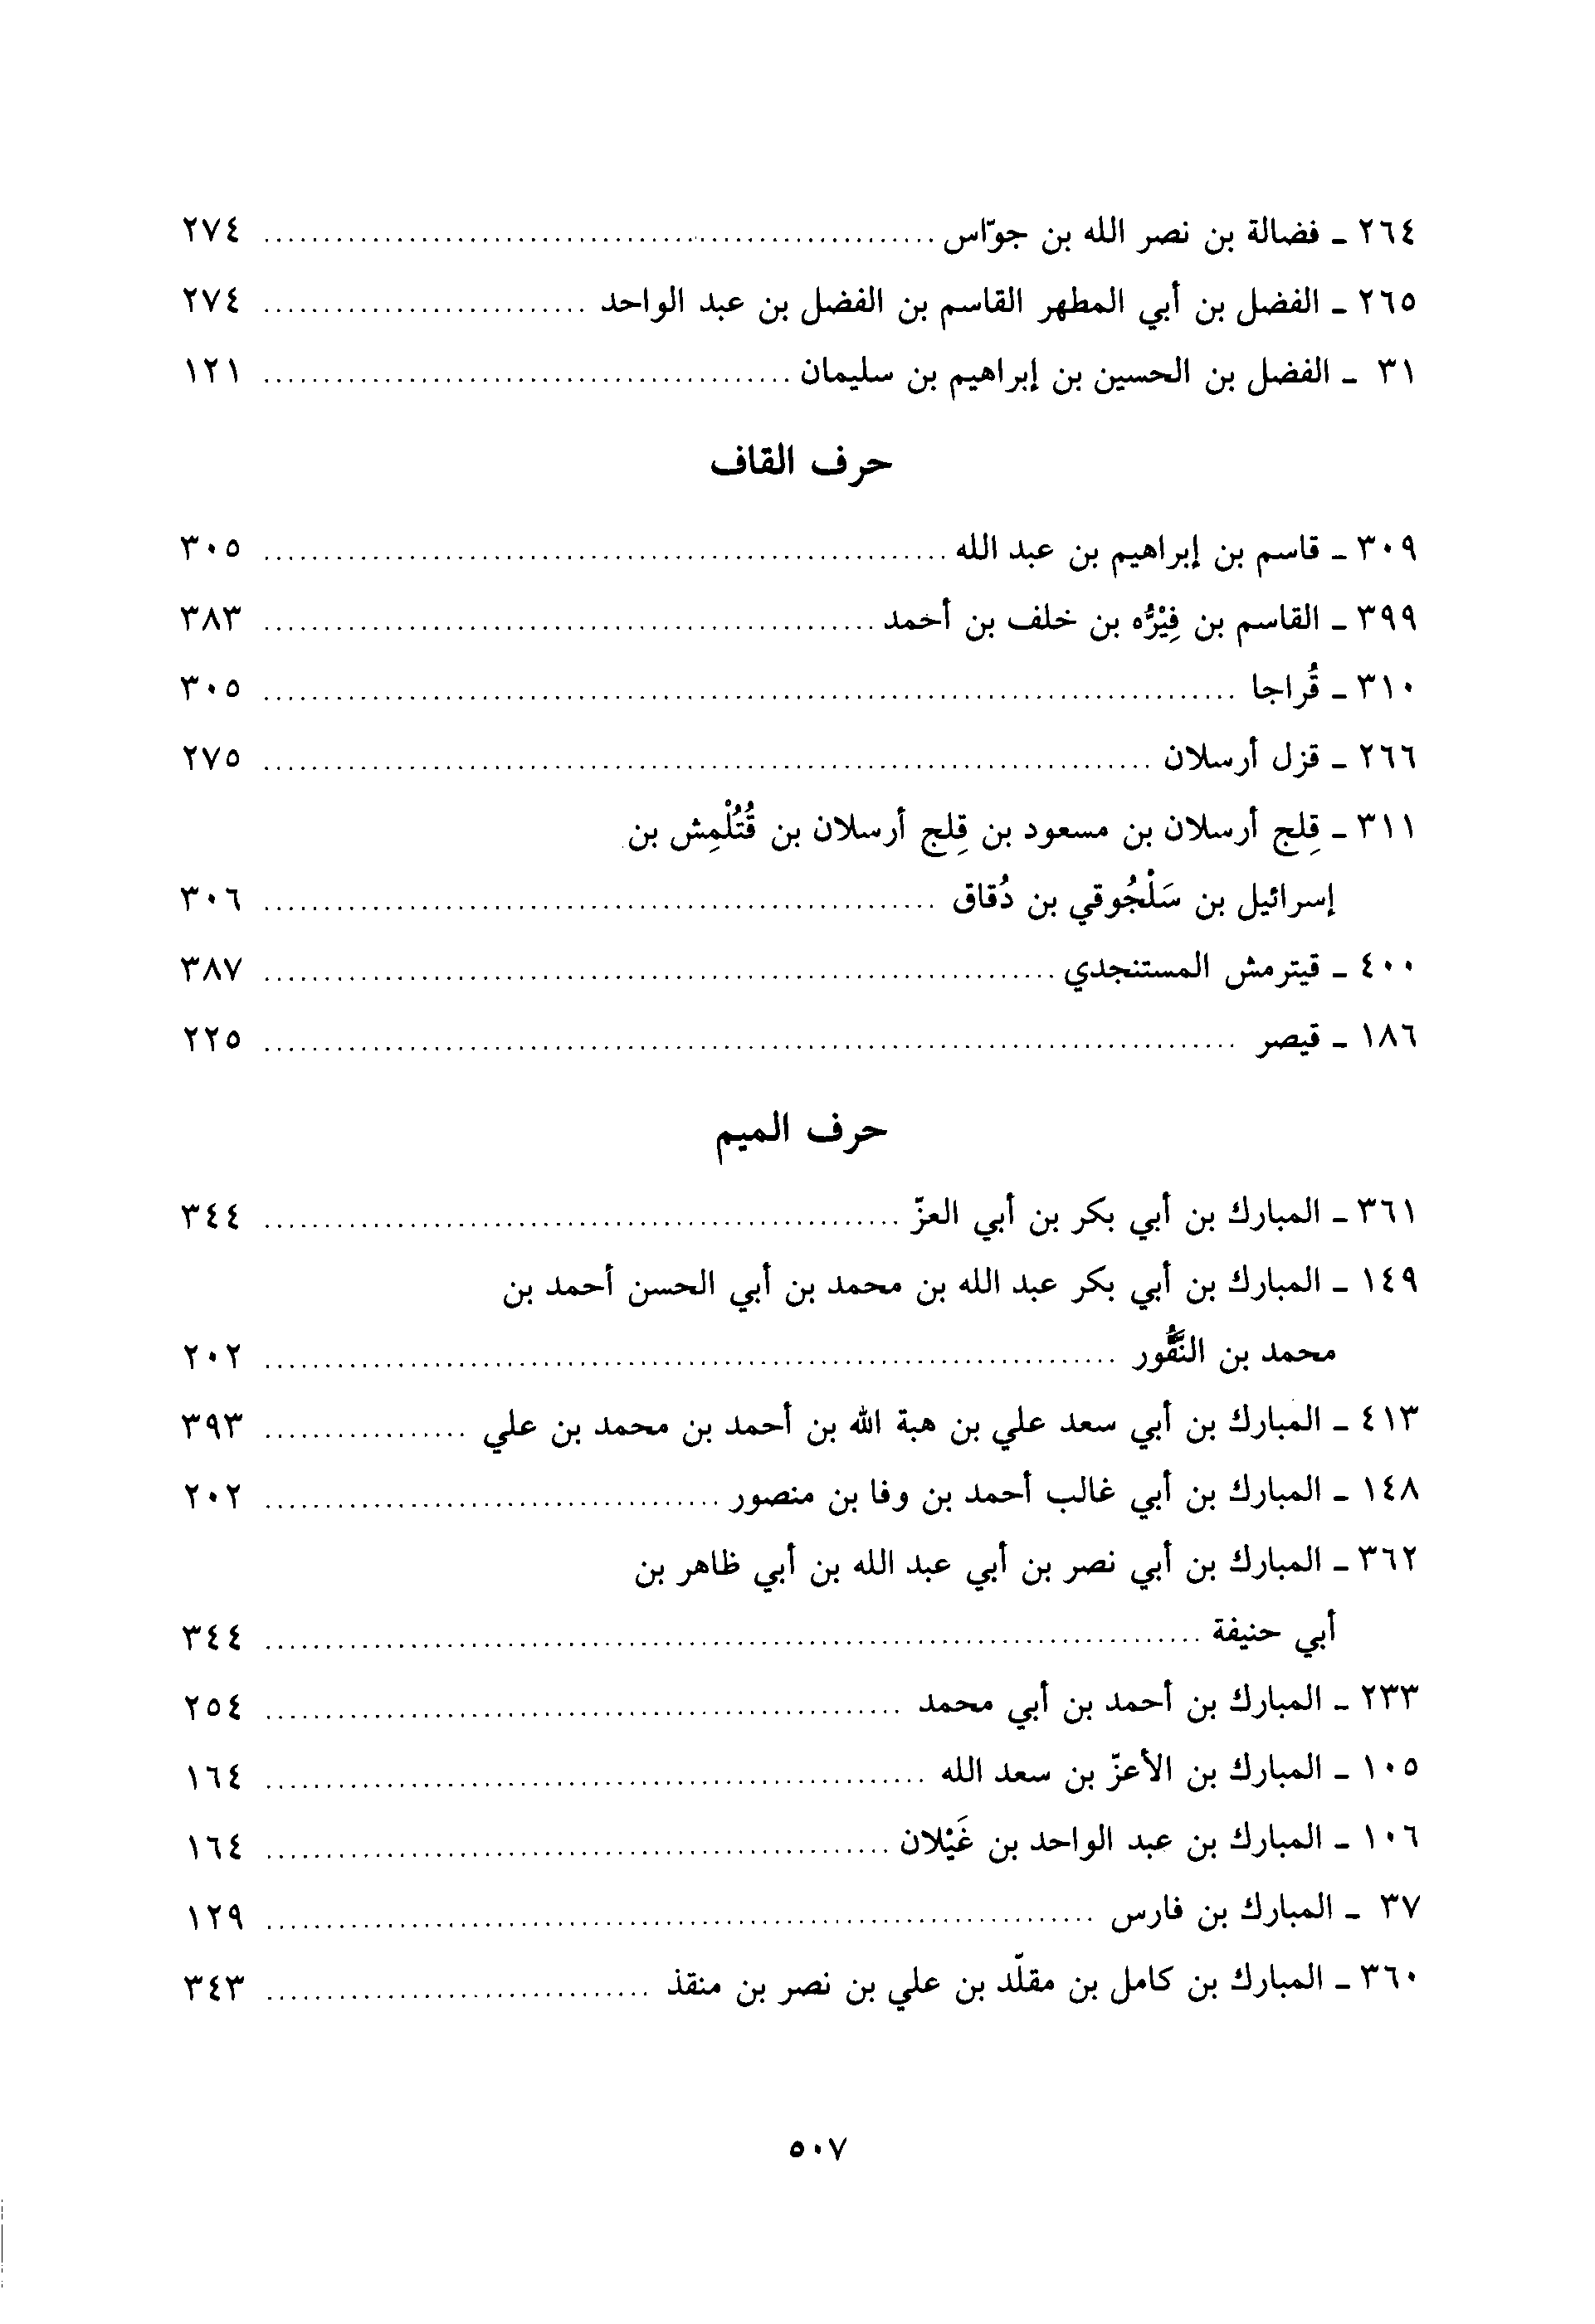 ٢٦٤ - فضالة بن نصر الله بن جوّاس ........................ ٢٧٤
٢٦٥ - الفضل بن أبي المطهر القاسم بن الفضل بن عبد الواحد ........................ ٢٧٤
٣١ - الفضل بن الحسين بن إبراهيم بن سليمان ........................ ١٢١
حرف القاف
٣٠٩ - قاسم بن إبراهيم بن عبد الله ........................ ٣٠٥
٣٩٩ - القاسم بن فِيْرُّه بن خلف بن أحمد ........................ ٣٨٣
٣١٠ - قُراجا ........................ ٣٠٥
٢٦٦ - قزل أرسلان ........................ ٢٧٥
٣١١ - قِلج أرسلان مسعود بن قِلج أرسلان بن قُتُلْمِش بن
إسرائيل بن سَلْجُوقي بن دُقاق ........................ ٣٠٦
٤٠٠ - قيترمش المستنجدي ........................ ٣٨٧
١٨٦ - قيصر ........................ ٢٢٥
حرف الميم
٣٦١ - المبارك بن أبي بكر بن أبي العزّ ........................ ٣٤٤
١٤٩ - المبارك بن أبي بكر عبد الله بن محمد بن أبي الحسن أحمد بن
محمد بن النَّقُّور ........................ ٢٠٢
٤١٣ - المبارك بن أبي سعد علي بن هبة الله بن أحمد بن محمد بن علي ........................ ٣٩٣
١٤٨ - المبارك بن أبي غالب أحمد بن وفا بن منصور ........................ ٢٠٢
٣٦٢ - المبارك بن أبي نصر بن أبي عبد الله بن أبي ظاهر بن
أبي حنيفة ........................ ٣٤٤
٢٣٣ - المبارك بن أحمد بن أبي محمد ........................ ٢٥٤
١٠٥ - المبارك بن الأعزّ بن سعد الله ........................ ١٦٤
١٠٦ - المبارك بن عبد الواحد بن غَيْلان ........................ ١٦٤
٣٧ - المبارك بن فارس ........................ ١٢٩
٣٦٠ - المبارك بن كامل بن مقلّد بن علي بن نصر بن منقذ ........................ ٣٤٣
٥٠٧